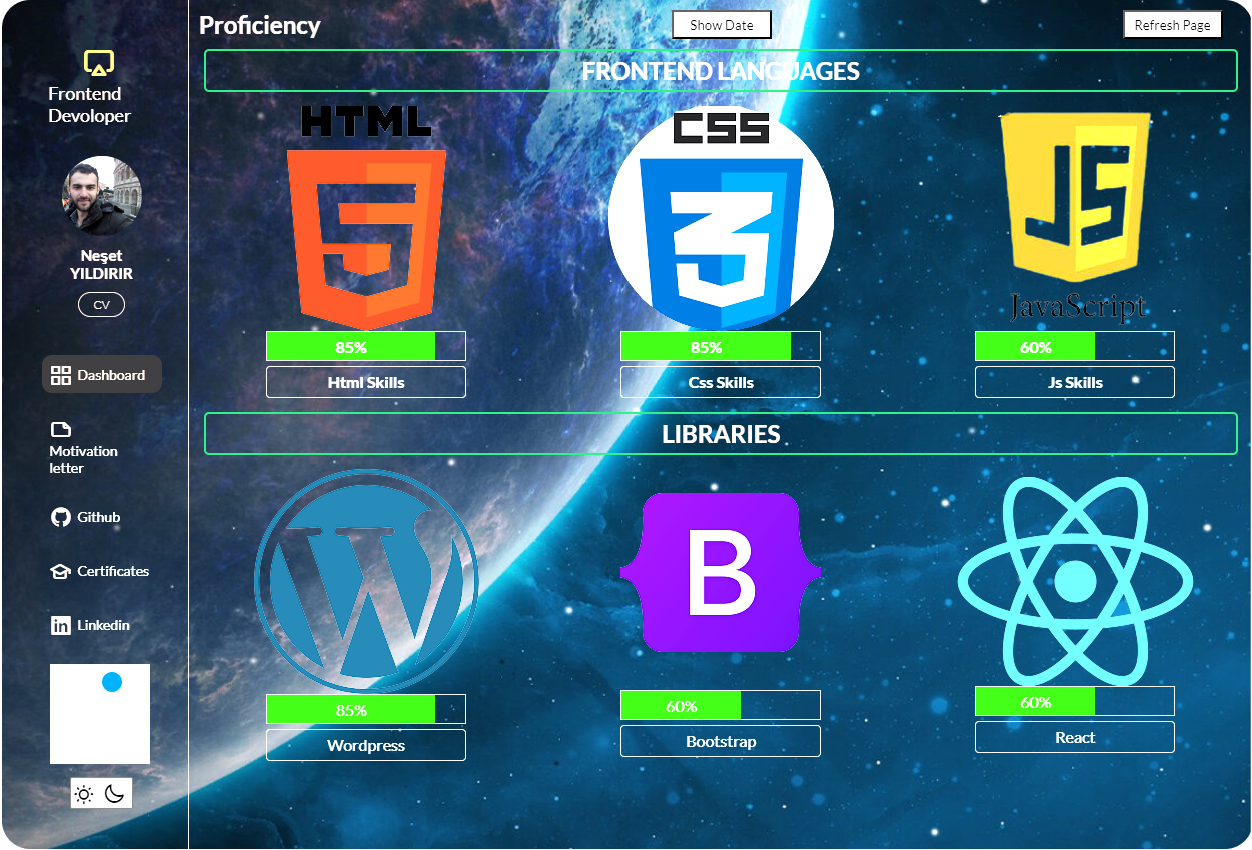 Frontend
Devoloper
Neşet
YILDIRIR
CV
Dashboard
Motivation
letter
Github
Certificates
Linkedin
Proficiency
Show Date
Refresh Page
FRONTEND LANGUAGES
HTML
5
CSS
3
JS
JavaScript
85%
85%
60%
Html Skills
Css Skills
Js Skills
LIBRARIES
W
B
85%
60%
60%
Wordpress
Bootstrap
React